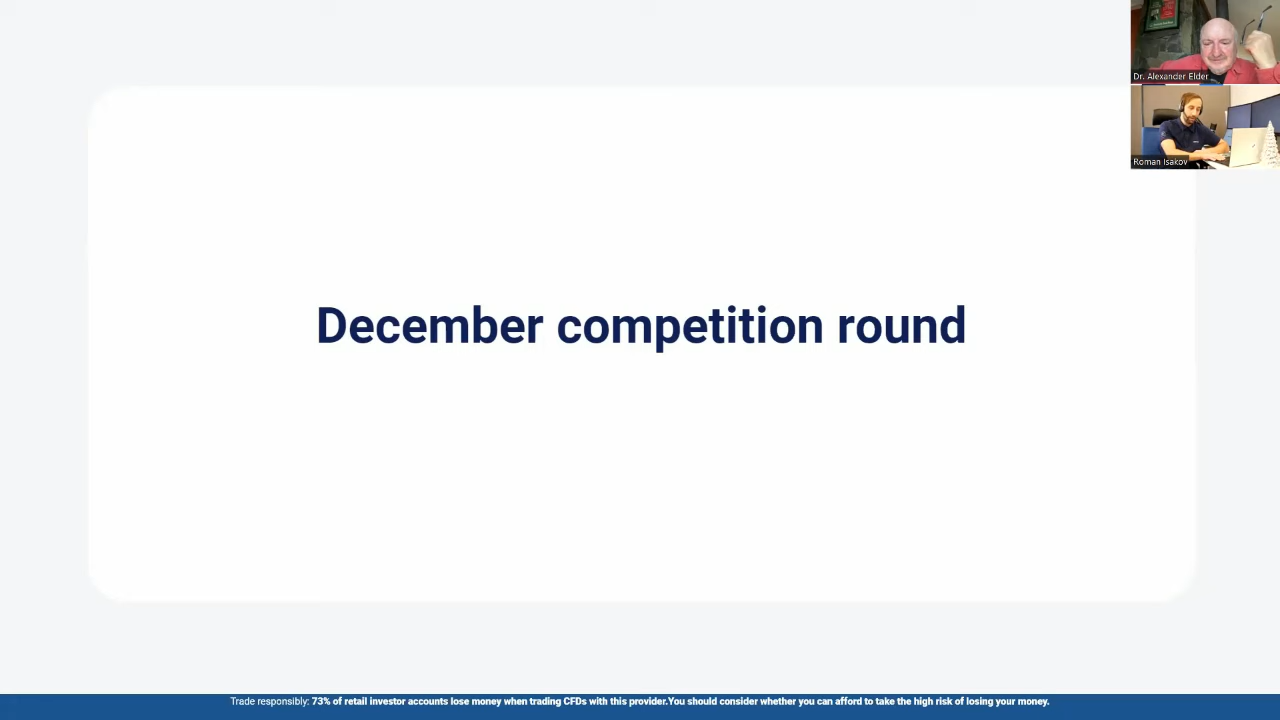 Dr. Alexander Elder
Roman Isakov
December competition round
Trade responsibly: 73% of retail investor accounts lose money when trading CFDs with this provider.You should consider whether you can afford to take the high risk of losing your money.